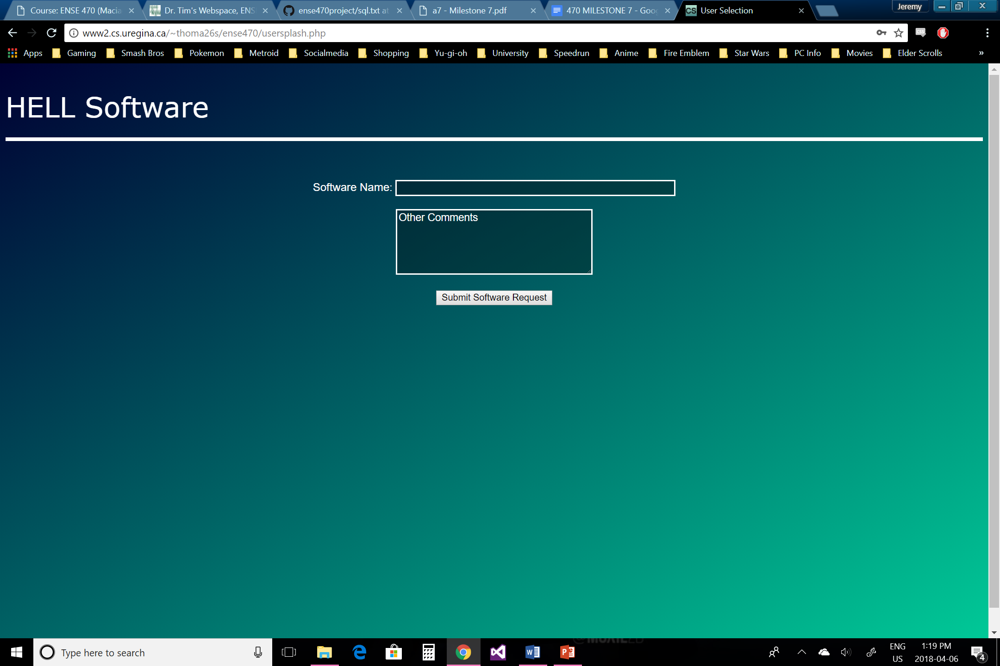 Course: ENSE 470 (Macia
Dr. Tim's Webspace, ENS
ense470project/sql.txt at
a7 - Milestone 7.pdf
470 MILESTONE 7 - Goog
CS User Selection
Jeremy
www2.cs.uregina.ca/~thoma26s/ense470/usersplash.php
CSS
Apps
Gaming
Smash Bros
Pokemon
Metroid
Socialmedia
Shopping
Yu-gi-oh
University
Speedrun
Anime
Fire Emblem
Star Wars
PC Info
Movies
Elder Scrolls
»
HELL Software
Software Name:
Other Comments
Submit Software Request
Type here to search
ENG
US
1:19 PM
2018-04-06
4